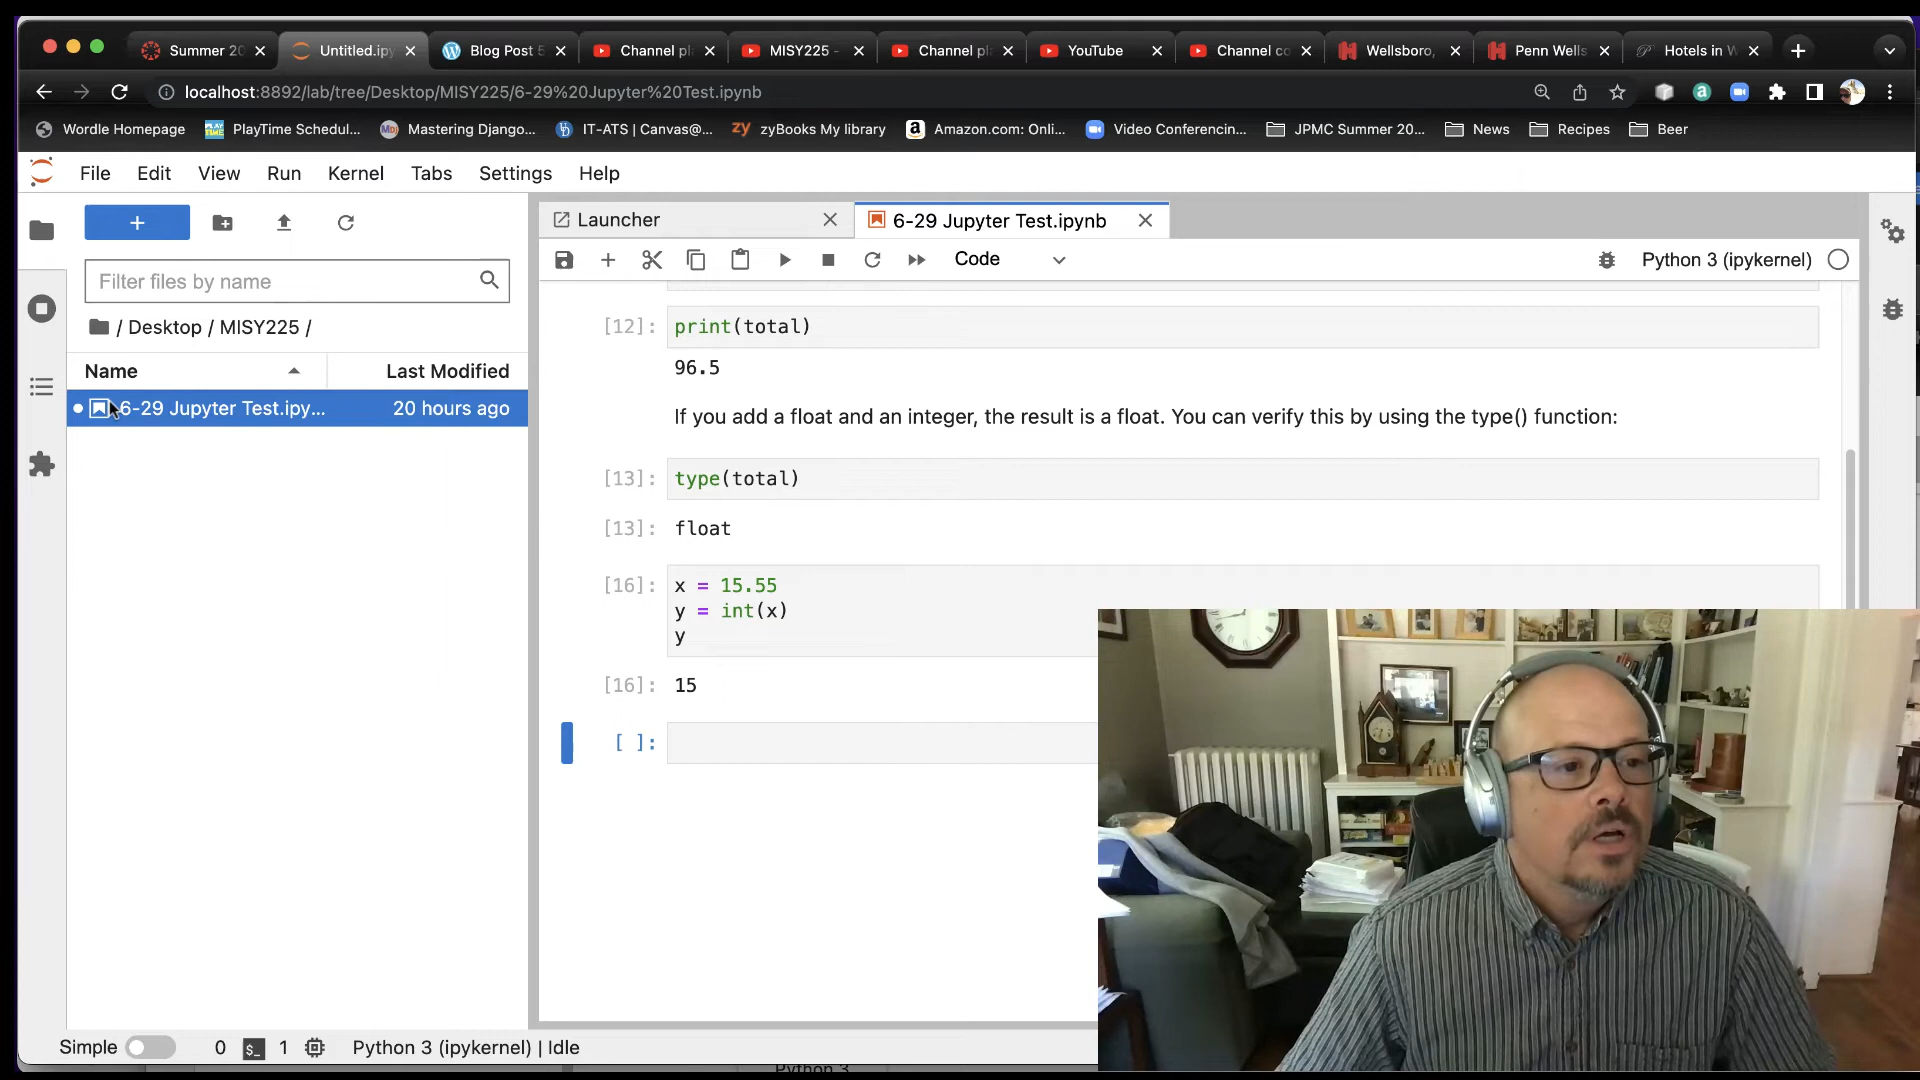 Summer 20
Untitled.ipy
Blog Post 5
Channel pl
MISY225 -
Channel pl
YouTube
Channel co
Wellsboro,
Penn Wells
Hotels in W
localhost:8892/lab/tree/Desktop/MISY225/6-29%20Jupyter%20Test.ipynb
Wordle Homepage
PlayTime Schedul...
Mastering Django...
IT-ATS | Canvas@...
zy zyBooks My library
Amazon.com: Onli...
Video Conferencin...
JPMC Summer 20...
News
Recipes
Beer
File Edit View Run Kernel Tabs Settings Help
Launcher
6-29 Jupyter Test.ipynb
Filter files by name
Code
Python 3 (ipykernel)
/ Desktop / MISY225 /
Name Last Modified
6-29 Jupyter Test.ipy... 20 hours ago
[12]: print(total)
96.5
If you add a float and an integer, the result is a float. You can verify this by using the type() function:
[13]: type(total)
[13]: float
[16]: x = 15.55
y = int(x)
y
[16]: 15
[ ]:
Simple 0 $_ 1 Python 3 (ipykernel) | Idle
Python 3